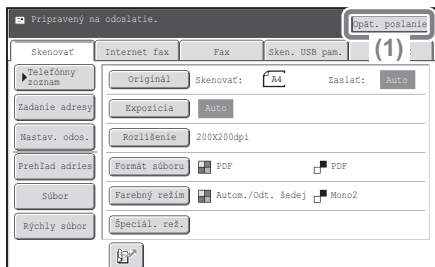 Pripravený na odoslatie.
Opät. poslanie
Skenovať
Internet fax
Fax
Sken. USB pam.
(1)
Telefónny
zoznam
Originál
Skenovať:
A4
Zaslať:
Auto
Zadanie adresy
Expozícia
Auto
Nastav. odos.
Rozlíšenie
200X200dpi
Prehľad adries
Formát súboru
PDF
PDF
Súbor
Farebný režim
Autom./Odt. šedej
Mono2
Rýchly súbor
Špeciál. rež.